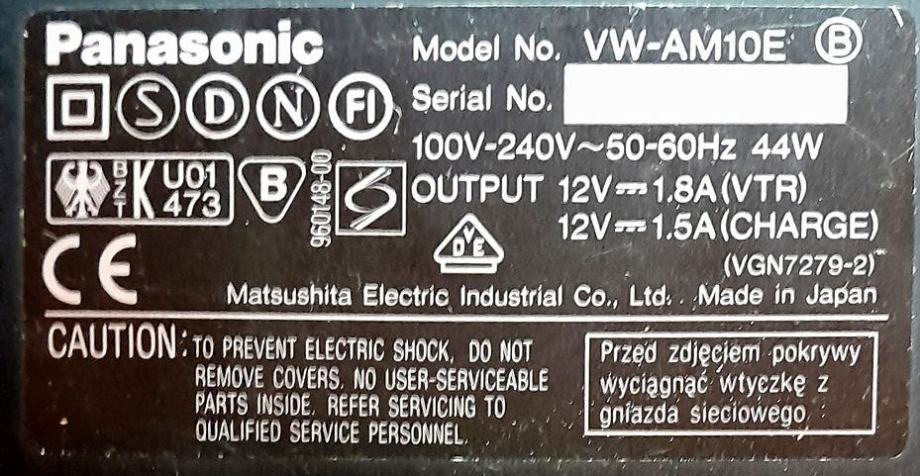 Panasonic
Model No. VW-AM10E B
S D N FI
Serial No.
100V-240V~50-60Hz 44W
BZT K U01 473
B
960148-00
OUTPUT 12V⎓1.8A(VTR)
12V⎓1.5A(CHARGE)
VDE
CE
(VGN7279-2)
Matsushita Electric Industrial Co., Ltd. Made in Japan
CAUTION: TO PREVENT ELECTRIC SHOCK, DO NOT
REMOVE COVERS. NO USER-SERVICEABLE
PARTS INSIDE. REFER SERVICING TO
QUALIFIED SERVICE PERSONNEL.
Przed zdjęciem pokrywy
wyciągnąć wtyczkę z
gniazda sieciowego